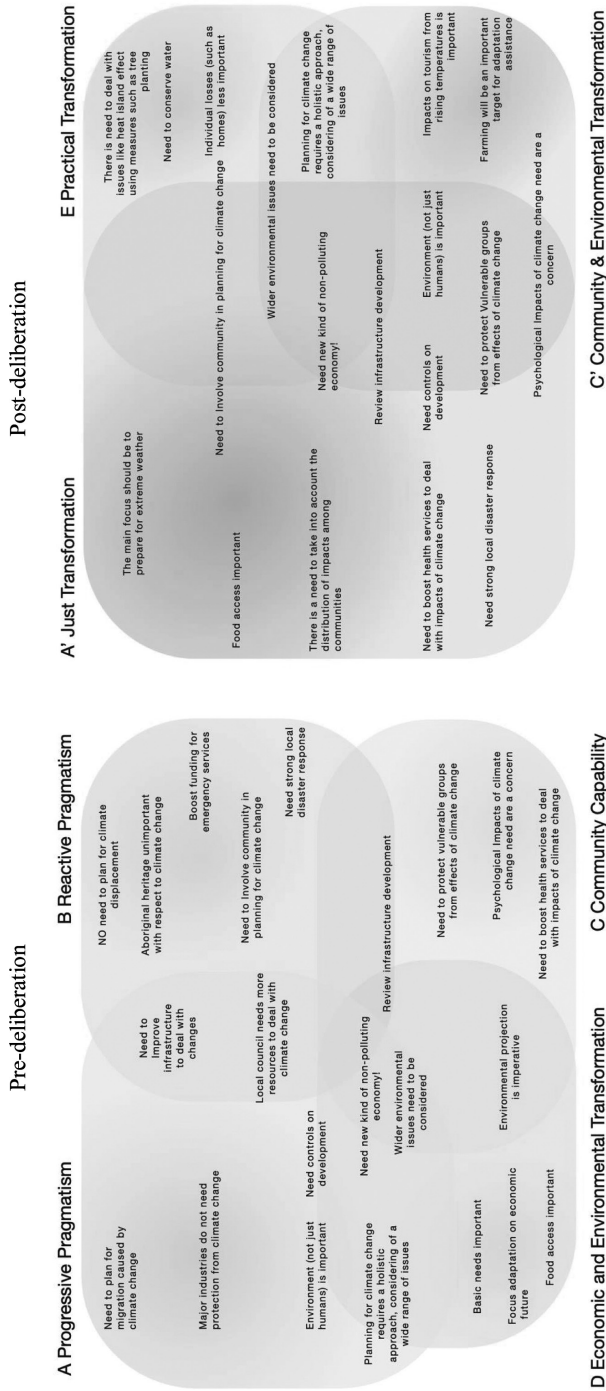 Pre-deliberation
A Progressive Pragmatism
B Reactive Pragmatism
Need to plan for
migration caused by
climate change
Major industries do not need
protection from climate change
Environment (not just
humans) is important
Need controls on
development
Planning for climate change
requires a holistic
approach, considering of a
wide range of issues
Need to
Improve
infrastructure
to deal with
changes
Local council needs more
resources to deal with
climate change
NO need to plan for climate
displacement
Aboriginal heritage unimportant
with respect to climate change
Boost funding for
emergency services
Need to Involve community in
planning for climate change
Need strong local
disaster response
Need new kind of non-polluting
economy!
Wider environmental
issues need to be
considered
Review infrastructure development
Basic needs important
Focus adaptation on economic
future
Food access important
Environmental projection
is imperative
Need to protect vulnerable groups
from effects of climate change
Psychological Impacts of climate
change need are a concern
Need to boost health services to deal
with impacts of climate change
D Economic and Environmental Transformation
C Community Capability
Post-deliberation
A' Just Transformation
E Practical Transformation
The main focus should be to
prepare for extreme weather
Food access important
There is a need to take into account the
distribution of impacts among
communities
Need to boost health services to deal
with impacts of climate change
Need strong local disaster response
Need to Involve community in planning for climate change
Wider environmental issues need to be considered
Need new kind of non-polluting
economy!
Review infrastructure development
Need controls on
development
Environment (not just
humans) is important
Need to protect Vulnerable groups
from effects of climate change
Psychological Impacts of climate change need are a
concern
There is need to deal with
issues like heat island effect
using measures such as tree
planting
Need to conserve water
Individual losses (such as
homes) less important
Planning for climate change
requires a holistic approach,
considering of a wide range of
issues
Impacts on tourism from
rising temperatures is
important
Farming will be an important
target for adaptation
assistance
C' Community & Environmental Transformation